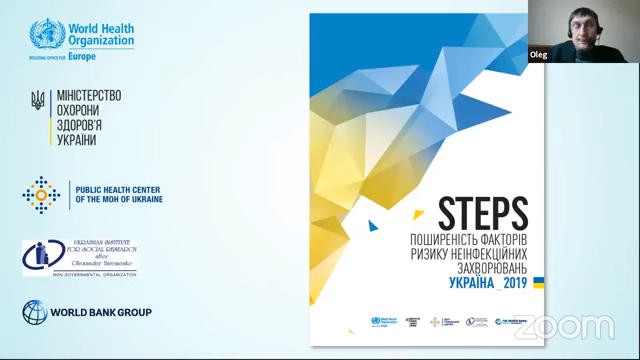 World Health
Organization
REGIONAL OFFICE FOR Europe
МІНІСТЕРСТВО
ОХОРОНИ
ЗДОРОВ'Я
УКРАЇНИ
PUBLIC HEALTH CENTER
OF THE MOH OF UKRAINE
UKRAINIAN INSTITUTE
FOR SOCIAL RESEARCH
after
Olexander Yaremenko
NON-GOVERNMENTAL ORGANIZATION
WORLD BANK GROUP
STEPS
ПОШИРЕНІСТЬ ФАКТОРІВ
РИЗИКУ НЕІНФЕКЦІЙНИХ
ЗАХВОРЮВАНЬ
УКРАЇНА_2019
Oleg
zoom